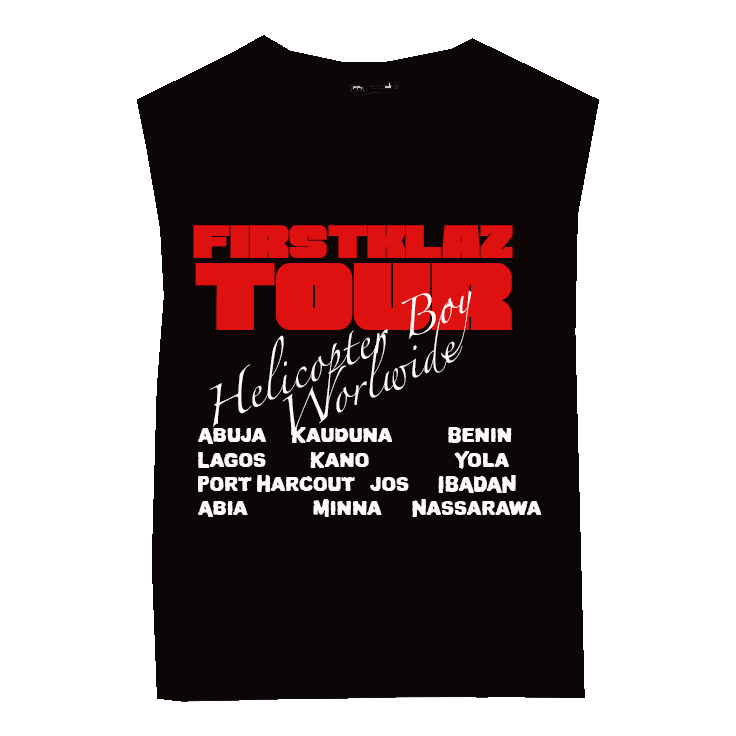 FIRSTKLAZ
TOUR
Helicopter Boy
Worlwide
ABUJA KAUDUNA BENIN
LAGOS KANO YOLA
PORT HARCOUT JOS IBADAN
ABIA MINNA NASSARAWA